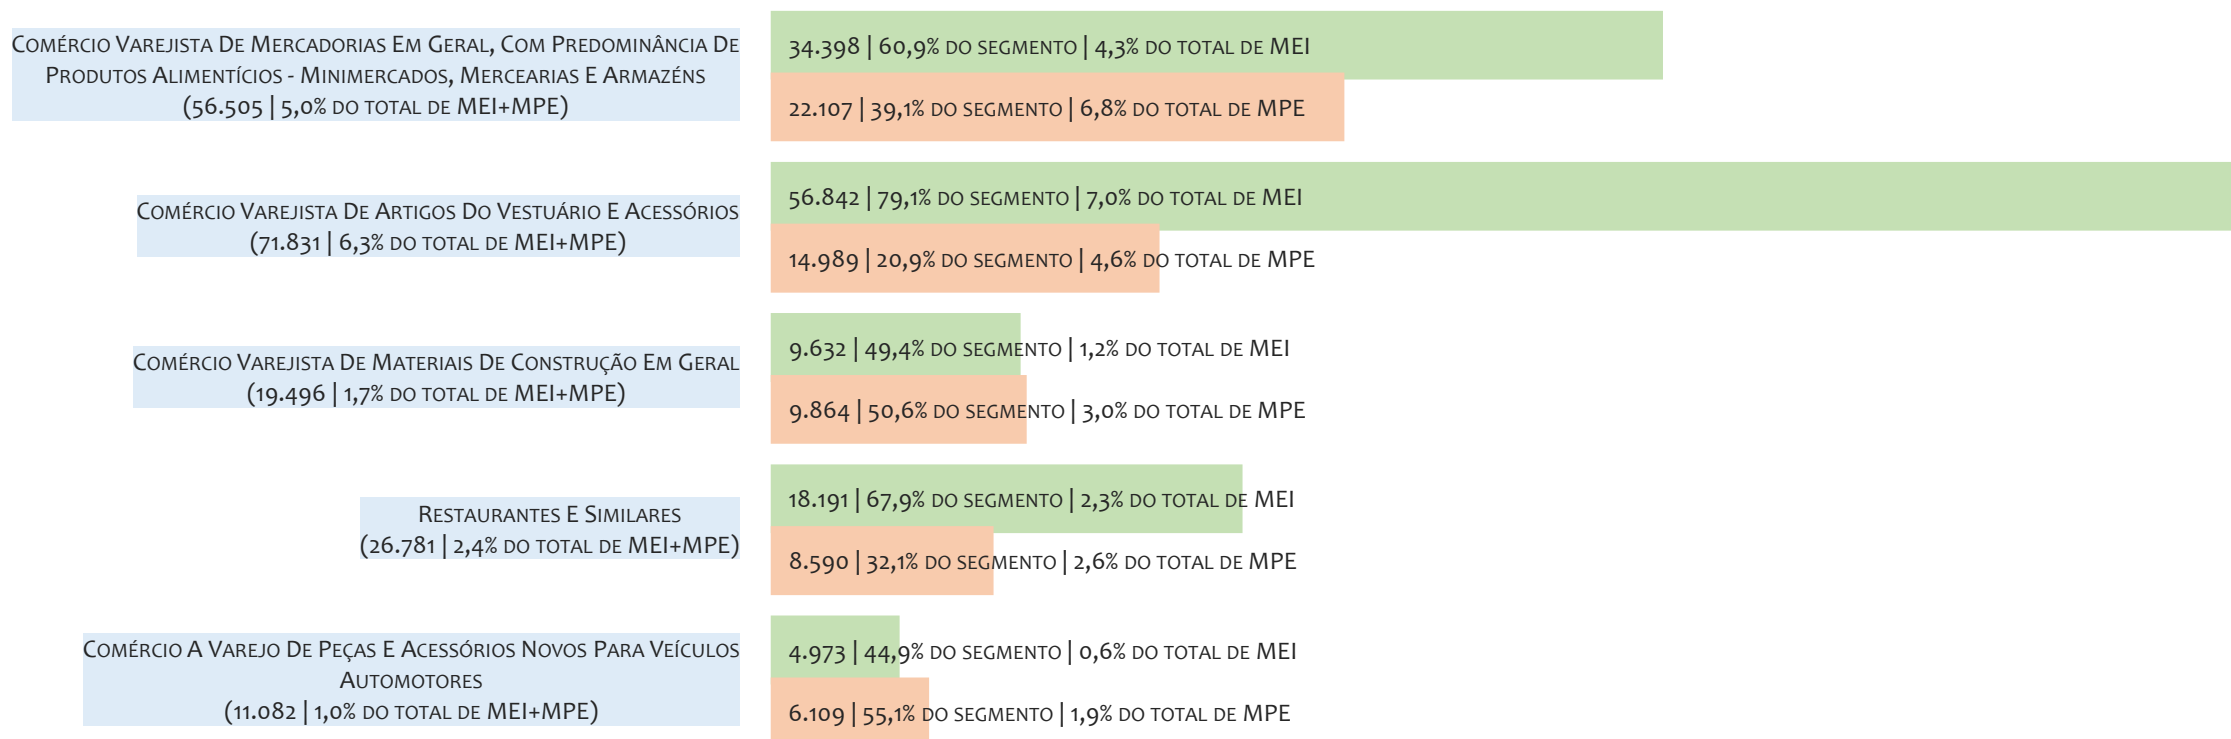 Comércio Varejista De Mercadorias Em Geral, Com Predominância De
Produtos Alimentícios - Minimercados, Mercearias E Armazéns
(56.505 | 5,0% do total de MEI+MPE)
34.398 | 60,9% do segmento | 4,3% do total de MEI
22.107 | 39,1% do segmento | 6,8% do total de MPE
Comércio Varejista De Artigos Do Vestuário E Acessórios
(71.831 | 6,3% do total de MEI+MPE)
56.842 | 79,1% do segmento | 7,0% do total de MEI
14.989 | 20,9% do segmento | 4,6% do total de MPE
Comércio Varejista De Materiais De Construção Em Geral
(19.496 | 1,7% do total de MEI+MPE)
9.632 | 49,4% do segmento | 1,2% do total de MEI
9.864 | 50,6% do segmento | 3,0% do total de MPE
Restaurantes E Similares
(26.781 | 2,4% do total de MEI+MPE)
18.191 | 67,9% do segmento | 2,3% do total de MEI
8.590 | 32,1% do segmento | 2,6% do total de MPE
Comércio A Varejo De Peças E Acessórios Novos Para Veículos
Automotores
(11.082 | 1,0% do total de MEI+MPE)
4.973 | 44,9% do segmento | 0,6% do total de MEI
6.109 | 55,1% do segmento | 1,9% do total de MPE